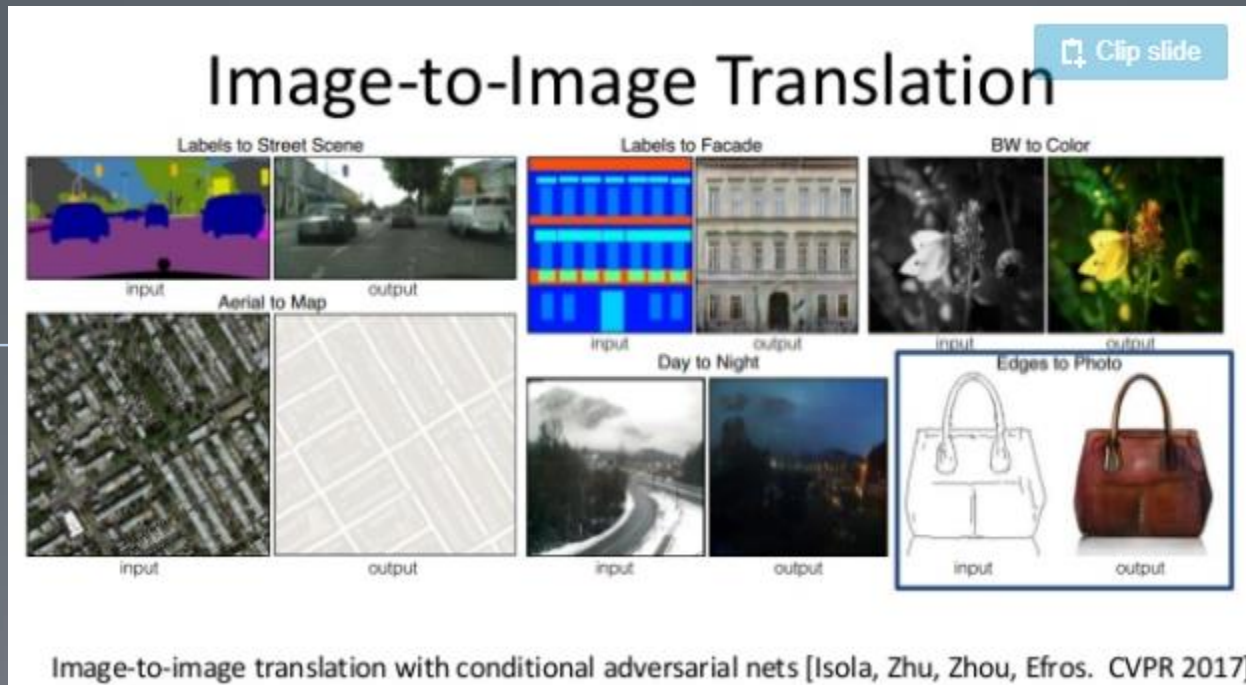 Clip slide
Image-to-Image Translation
Labels to Street Scene
input
output
Aerial to Map
input
output
Labels to Facade
input
output
BW to Color
input
output
Day to Night
input
output
Edges to Photo
input
output
Image-to-image translation with conditional adversarial nets [Isola, Zhu, Zhou, Efros. CVPR 2017]